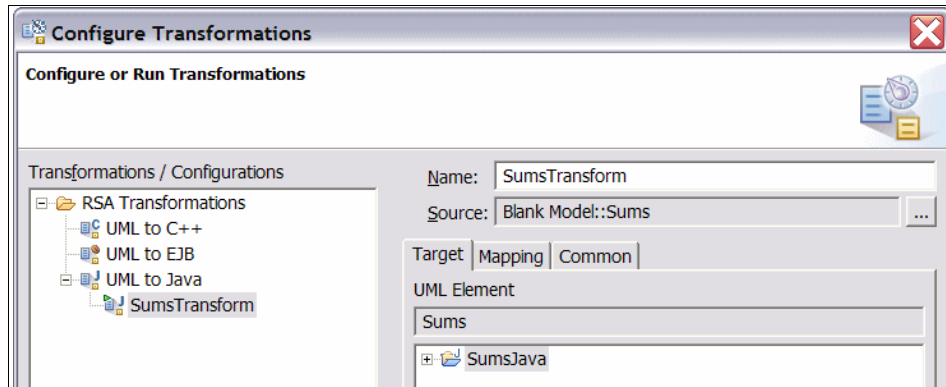 Configure Transformations
Configure or Run Transformations
Transformations / Configurations
RSA Transformations
UML to C++
UML to EJB
UML to Java
SumsTransform
Name: SumsTransform
Source: Blank Model::Sums ...
Target Mapping Common
UML Element
Sums
SumsJava